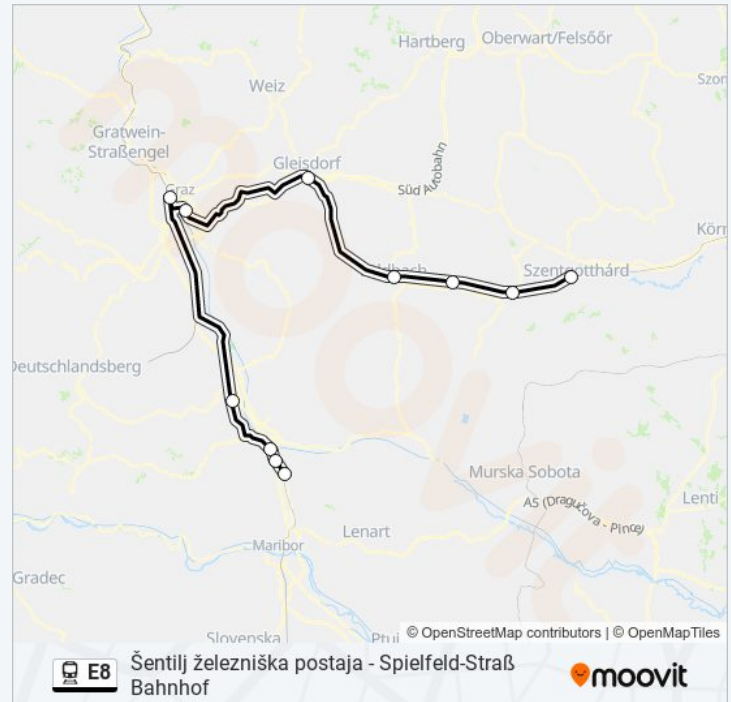 Hartberg
Oberwart/Felsőőr
Szom
Weiz
Gratwein-
Straßengel
Gleisdorf
Süd Autobahn
Graz
Körm
Szentgotthárd
Deutschlandsberg
Murska Sobota
Lenti
A5 (Dragučova - Pince)
Lenart
Maribor
Gradec
Slovenska
Ptuj
© OpenStreetMap contributors | © OpenMapTiles
E8
Šentilj železniška postaja - Spielfeld-Straß
Bahnhof
moovit